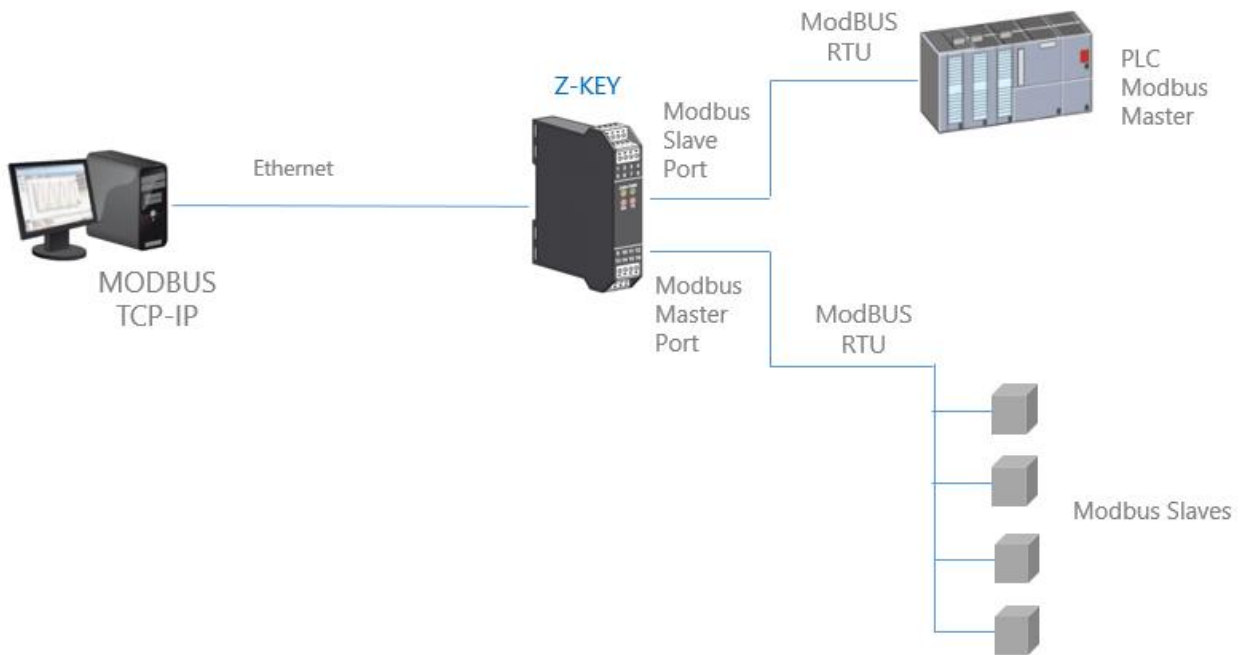 ModBUS
RTU
PLC
Modbus
Master
Z-KEY
Modbus
Slave
Port
Ethernet
MODBUS
TCP-IP
Modbus
Master
Port
ModBUS
RTU
Modbus Slaves